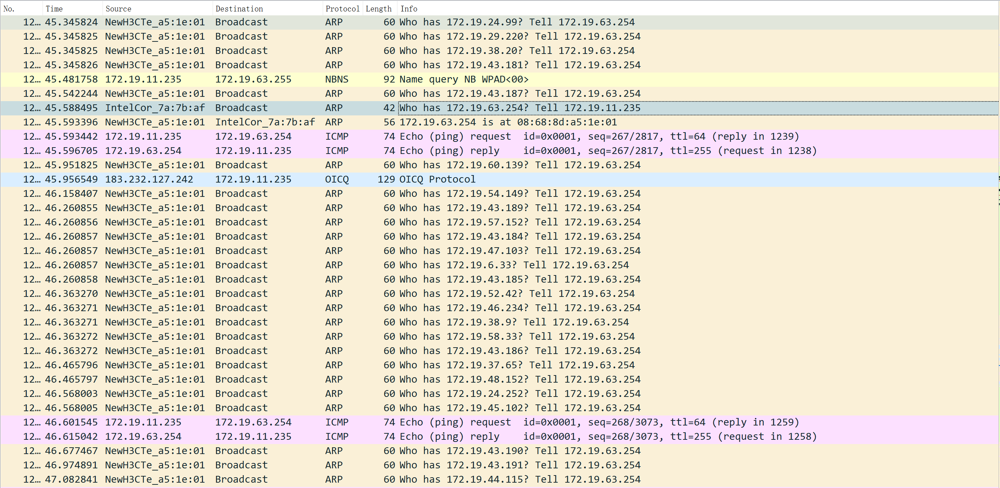 No. Time Source Destination Protocol Length Info
12… 45.345824 NewH3CTe_a5:1e:01 Broadcast ARP 60 Who has 172.19.24.99? Tell 172.19.63.254
12… 45.345825 NewH3CTe_a5:1e:01 Broadcast ARP 60 Who has 172.19.29.220? Tell 172.19.63.254
12… 45.345825 NewH3CTe_a5:1e:01 Broadcast ARP 60 Who has 172.19.38.20? Tell 172.19.63.254
12… 45.345826 NewH3CTe_a5:1e:01 Broadcast ARP 60 Who has 172.19.43.181? Tell 172.19.63.254
12… 45.481758 172.19.11.235 172.19.63.255 NBNS 92 Name query NB WPAD<00>
12… 45.542244 NewH3CTe_a5:1e:01 Broadcast ARP 60 Who has 172.19.43.187? Tell 172.19.63.254
12… 45.588495 IntelCor_7a:7b:af Broadcast ARP 42 Who has 172.19.63.254? Tell 172.19.11.235
12… 45.593396 NewH3CTe_a5:1e:01 IntelCor_7a:7b:af ARP 56 172.19.63.254 is at 08:68:8d:a5:1e:01
12… 45.593442 172.19.11.235 172.19.63.254 ICMP 74 Echo (ping) request id=0x0001, seq=267/2817, ttl=64 (reply in 1239)
12… 45.596705 172.19.63.254 172.19.11.235 ICMP 74 Echo (ping) reply id=0x0001, seq=267/2817, ttl=255 (request in 1238)
12… 45.951825 NewH3CTe_a5:1e:01 Broadcast ARP 60 Who has 172.19.60.139? Tell 172.19.63.254
12… 45.956549 183.232.127.242 172.19.11.235 OICQ 129 OICQ Protocol
12… 46.158407 NewH3CTe_a5:1e:01 Broadcast ARP 60 Who has 172.19.54.149? Tell 172.19.63.254
12… 46.260855 NewH3CTe_a5:1e:01 Broadcast ARP 60 Who has 172.19.43.189? Tell 172.19.63.254
12… 46.260856 NewH3CTe_a5:1e:01 Broadcast ARP 60 Who has 172.19.57.152? Tell 172.19.63.254
12… 46.260857 NewH3CTe_a5:1e:01 Broadcast ARP 60 Who has 172.19.43.184? Tell 172.19.63.254
12… 46.260857 NewH3CTe_a5:1e:01 Broadcast ARP 60 Who has 172.19.47.103? Tell 172.19.63.254
12… 46.260857 NewH3CTe_a5:1e:01 Broadcast ARP 60 Who has 172.19.6.33? Tell 172.19.63.254
12… 46.260858 NewH3CTe_a5:1e:01 Broadcast ARP 60 Who has 172.19.43.185? Tell 172.19.63.254
12… 46.363270 NewH3CTe_a5:1e:01 Broadcast ARP 60 Who has 172.19.52.42? Tell 172.19.63.254
12… 46.363271 NewH3CTe_a5:1e:01 Broadcast ARP 60 Who has 172.19.46.234? Tell 172.19.63.254
12… 46.363271 NewH3CTe_a5:1e:01 Broadcast ARP 60 Who has 172.19.38.9? Tell 172.19.63.254
12… 46.363272 NewH3CTe_a5:1e:01 Broadcast ARP 60 Who has 172.19.58.33? Tell 172.19.63.254
12… 46.363272 NewH3CTe_a5:1e:01 Broadcast ARP 60 Who has 172.19.43.186? Tell 172.19.63.254
12… 46.465796 NewH3CTe_a5:1e:01 Broadcast ARP 60 Who has 172.19.37.65? Tell 172.19.63.254
12… 46.465797 NewH3CTe_a5:1e:01 Broadcast ARP 60 Who has 172.19.48.152? Tell 172.19.63.254
12… 46.568003 NewH3CTe_a5:1e:01 Broadcast ARP 60 Who has 172.19.24.252? Tell 172.19.63.254
12… 46.568005 NewH3CTe_a5:1e:01 Broadcast ARP 60 Who has 172.19.45.102? Tell 172.19.63.254
12… 46.601545 172.19.11.235 172.19.63.254 ICMP 74 Echo (ping) request id=0x0001, seq=268/3073, ttl=64 (reply in 1259)
12… 46.615042 172.19.63.254 172.19.11.235 ICMP 74 Echo (ping) reply id=0x0001, seq=268/3073, ttl=255 (request in 1258)
12… 46.677467 NewH3CTe_a5:1e:01 Broadcast ARP 60 Who has 172.19.43.190? Tell 172.19.63.254
12… 46.974891 NewH3CTe_a5:1e:01 Broadcast ARP 60 Who has 172.19.43.191? Tell 172.19.63.254
12… 47.082841 NewH3CTe_a5:1e:01 Broadcast ARP 60 Who has 172.19.44.115? Tell 172.19.63.254